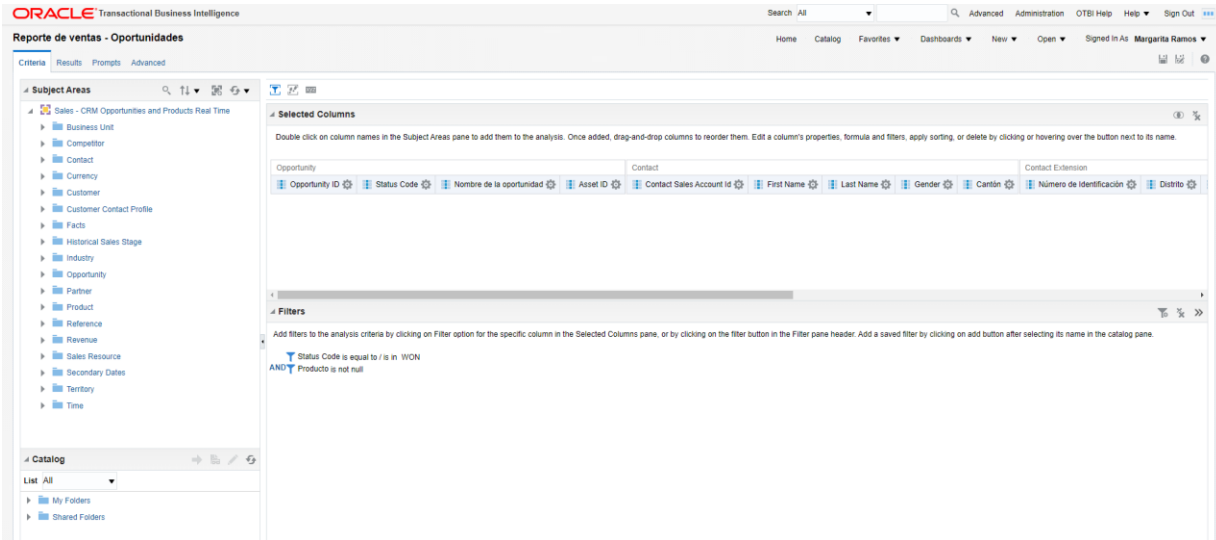 ORACLE Transactional Business Intelligence
Search All
Advanced Administration OTBI Help Help Sign Out
Reporte de ventas - Oportunidades
Home Catalog Favorites Dashboards New Open Signed In As Margarita Ramos
Criteria Results Prompts Advanced
Subject Areas
Sales - CRM Opportunities and Products Real Time
Business Unit
Competitor
Contact
Currency
Customer
Customer Contact Profile
Facts
Historical Sales Stage
Industry
Opportunity
Partner
Product
Reference
Revenue
Sales Resource
Secondary Dates
Territory
Time
Catalog
List All
My Folders
Shared Folders
Selected Columns
Double click on column names in the Subject Areas pane to add them to the analysis. Once added, drag-and-drop columns to reorder them. Edit a column's properties, formula and filters, apply sorting, or delete by clicking or hovering over the button next to its name.
Opportunity Contact Contact Extension
Opportunity ID Status Code Nombre de la oportunidad Asset ID Contact Sales Account Id First Name Last Name Gender Cantón Número de Identificación Distrito
Filters
Add filters to the analysis criteria by clicking on Filter option for the specific column in the Selected Columns pane, or by clicking on the filter button in the Filter pane header. Add a saved filter by clicking on add button after selecting its name in the catalog pane.
Status Code is equal to / is in WON
AND Producto is not null